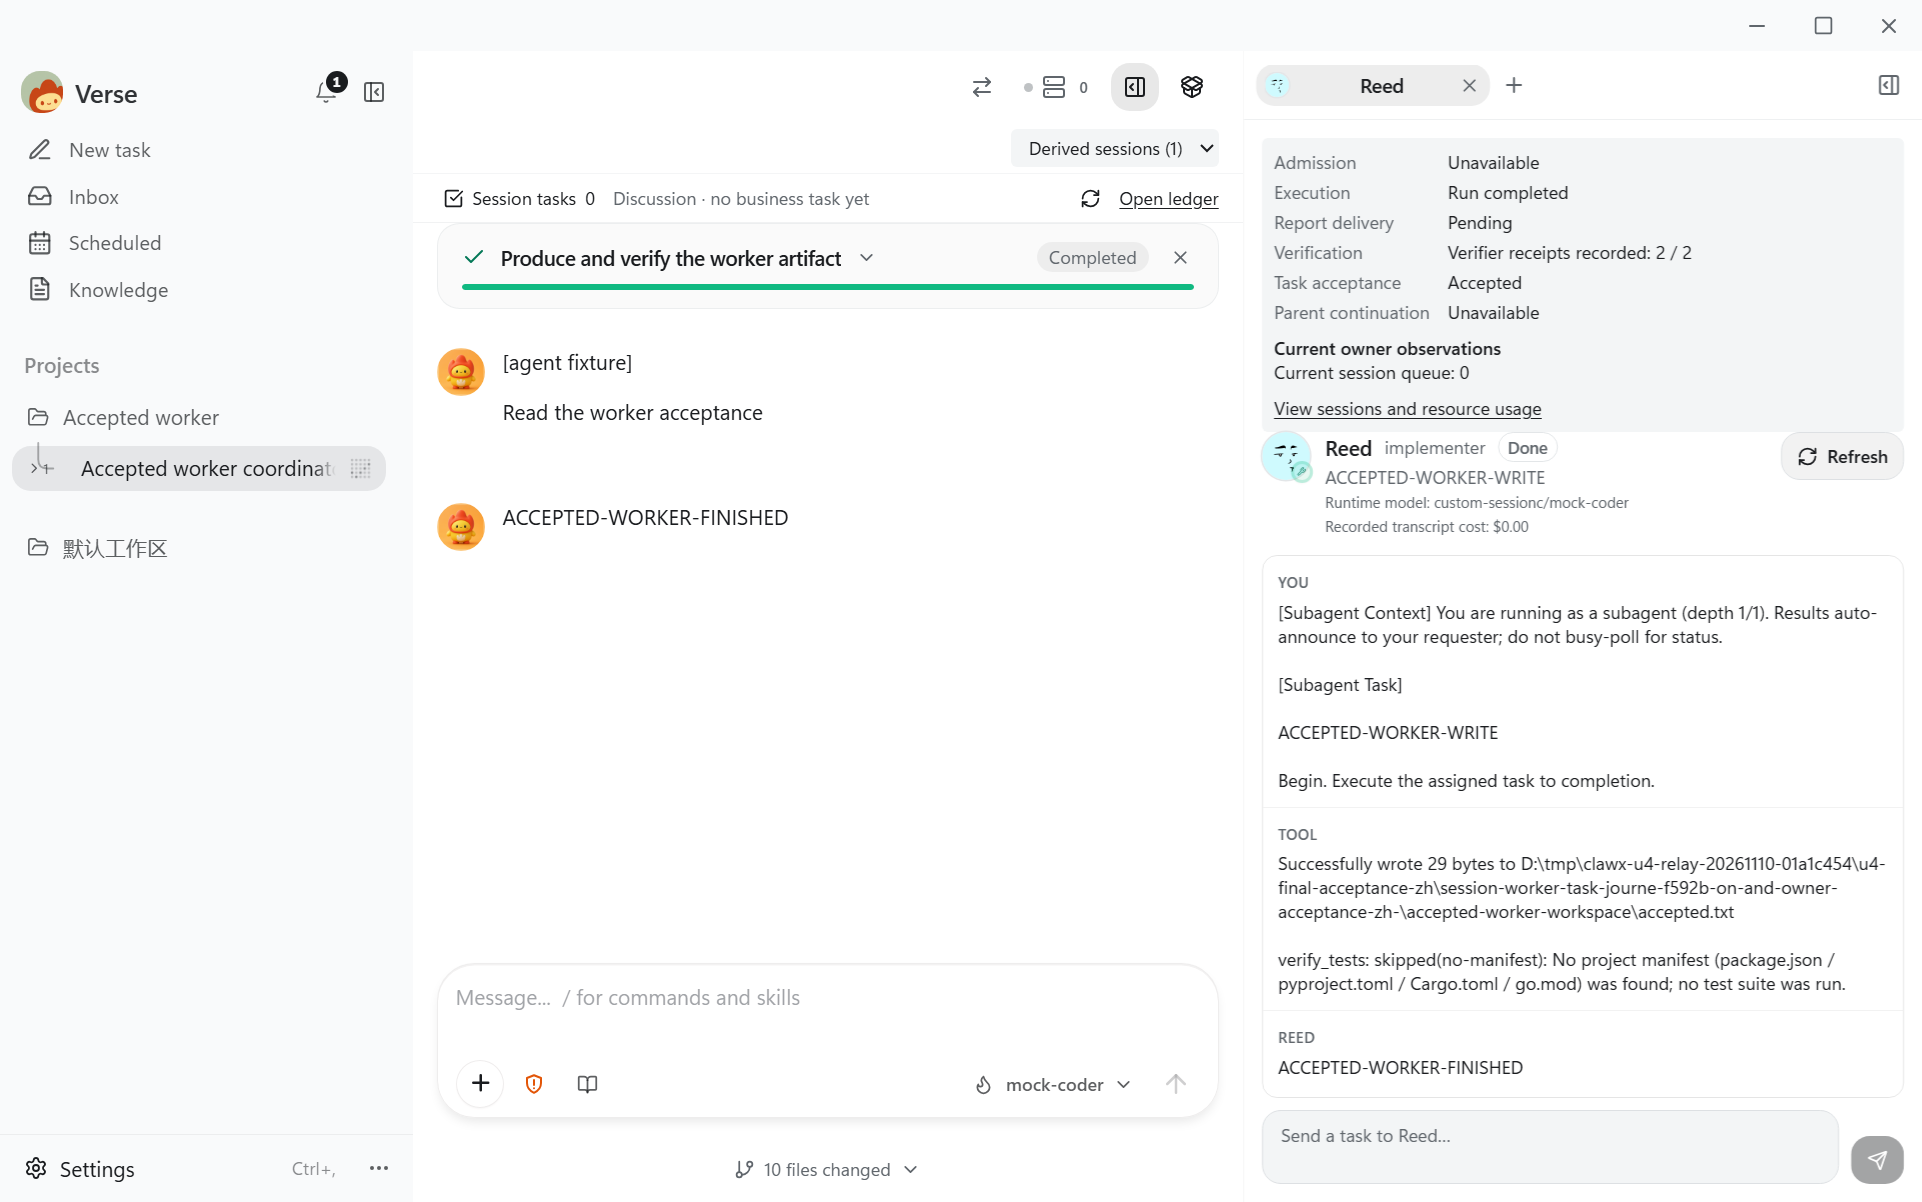 Verse
1
New task
Inbox
Scheduled
Knowledge
Projects
Accepted worker
Accepted worker coordinat
默认工作区
Settings
Ctrl+,
0
Derived sessions (1)
Session tasks 0
Discussion · no business task yet
Open ledger
Produce and verify the worker artifact
Completed
[agent fixture]
Read the worker acceptance
ACCEPTED-WORKER-FINISHED
Message... / for commands and skills
mock-coder
10 files changed
Reed
Admission Unavailable
Execution Run completed
Report delivery Pending
Verification Verifier receipts recorded: 2 / 2
Task acceptance Accepted
Parent continuation Unavailable
Current owner observations
Current session queue: 0
View sessions and resource usage
Reed implementer Done
Refresh
ACCEPTED-WORKER-WRITE
Runtime model: custom-sessionc/mock-coder
Recorded transcript cost: $0.00
YOU
[Subagent Context] You are running as a subagent (depth 1/1). Results auto-
announce to your requester; do not busy-poll for status.
[Subagent Task]
ACCEPTED-WORKER-WRITE
Begin. Execute the assigned task to completion.
TOOL
Successfully wrote 29 bytes to D:\tmp\clawx-u4-relay-20261110-01a1c454\u4-
final-acceptance-zh\session-worker-task-journe-f592b-on-and-owner-
acceptance-zh-\accepted-worker-workspace\accepted.txt
verify_tests: skipped(no-manifest): No project manifest (package.json /
pyproject.toml / Cargo.toml / go.mod) was found; no test suite was run.
REED
ACCEPTED-WORKER-FINISHED
Send a task to Reed...